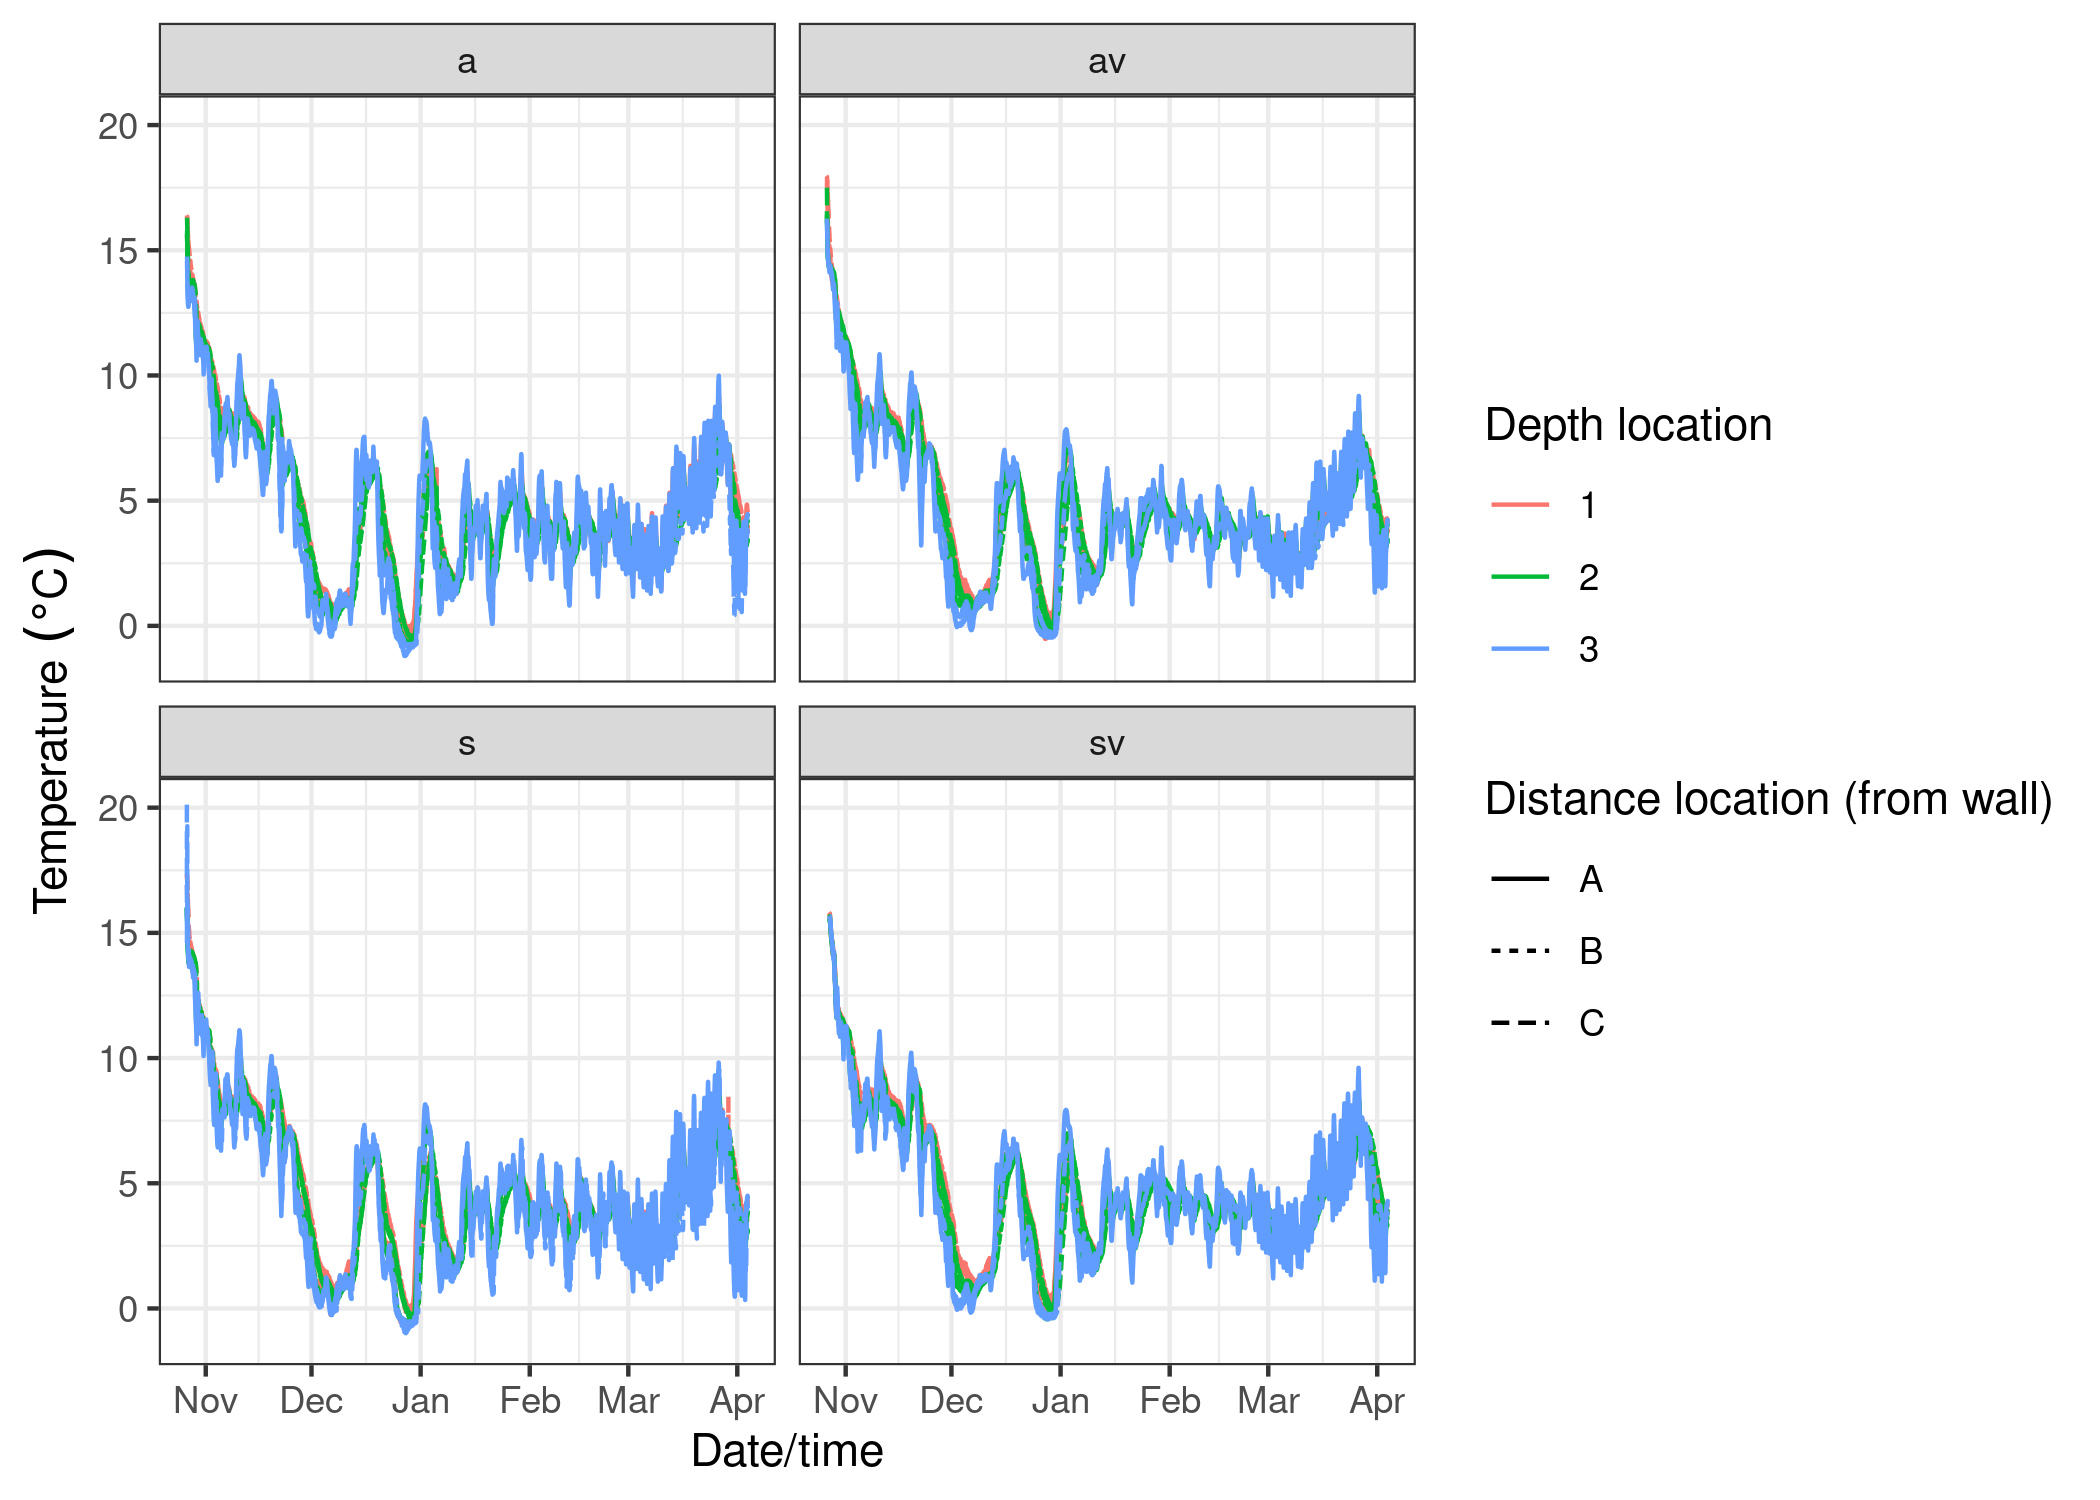 a
av
20
15
10
5
0
s
sv
20
15
10
5
0
Nov Dec Jan Feb Mar Apr
Nov Dec Jan Feb Mar Apr
Date/time
Temperature (°C)
Depth location
1
2
3
Distance location (from wall)
A
B
C